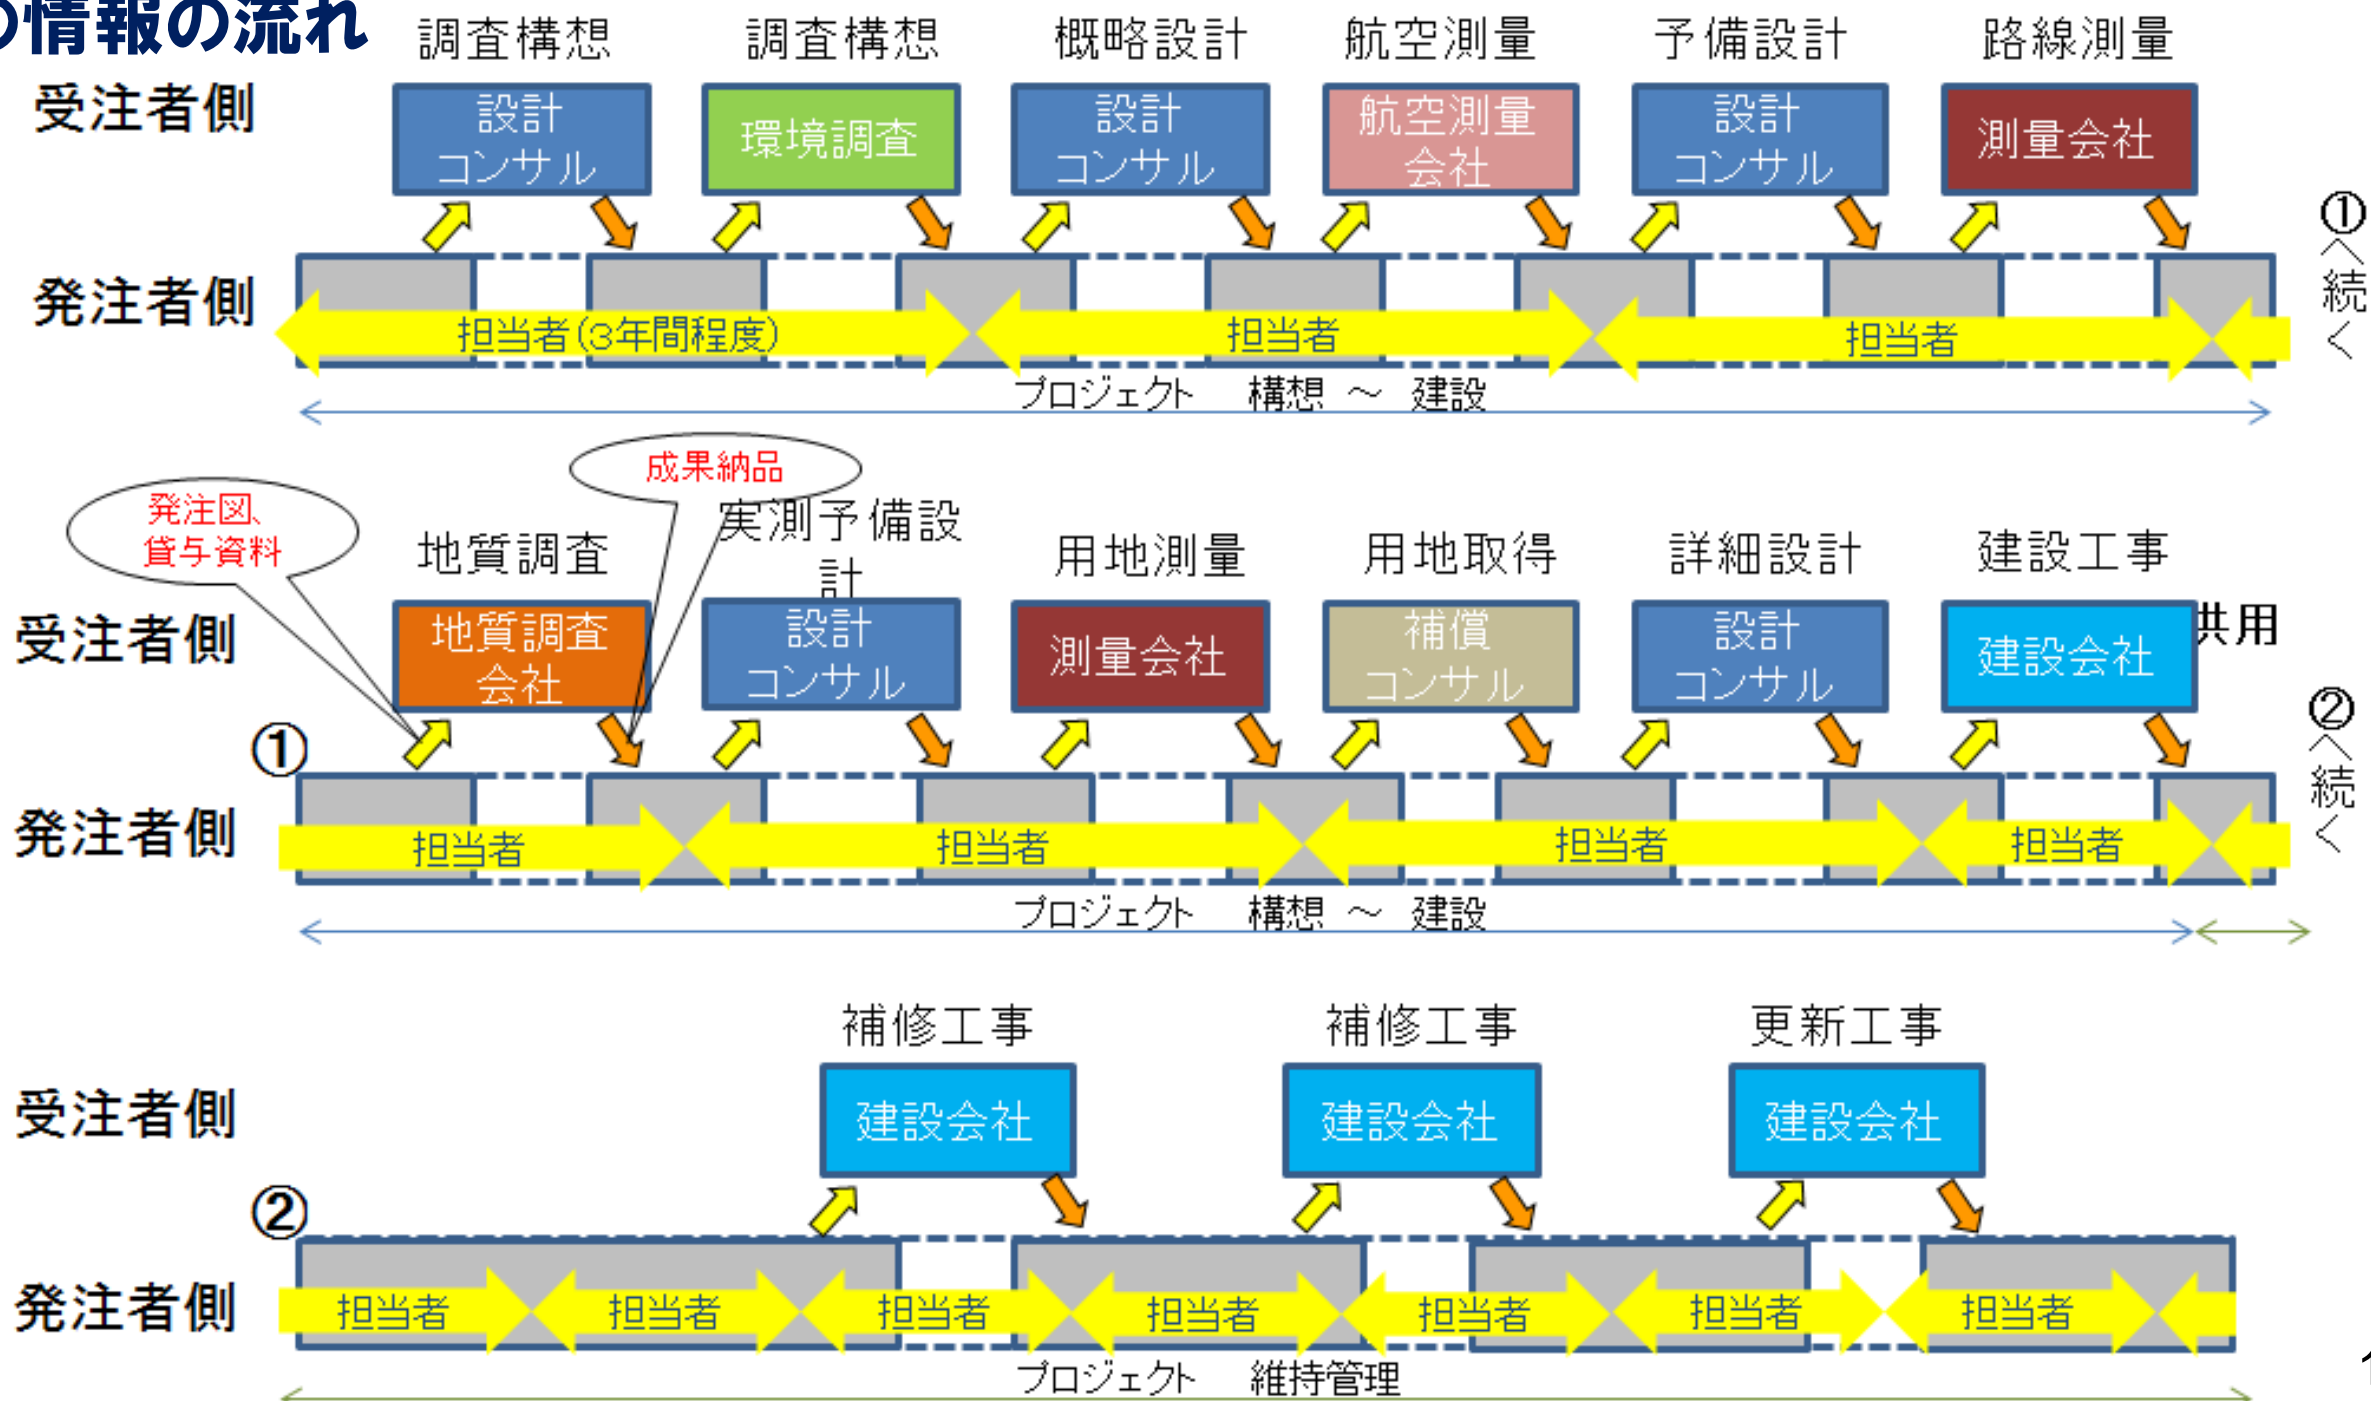 の情報の流れ
調査構想
調査構想
概略設計
航空測量
予備設計
路線測量
受注者側
設計
コンサル
環境調査
設計
コンサル
航空測量
会社
設計
コンサル
測量会社
発注者側
担当者(3年間程度)
担当者
担当者
①へ続く
プロジェクト 構想 ～ 建設
成果納品
発注図、
貸与資料
地質調査
実測予備設
計
用地測量
用地取得
詳細設計
建設工事
受注者側
地質調査
会社
設計
コンサル
測量会社
補償
コンサル
設計
コンサル
建設会社
供用
①
発注者側
担当者
担当者
担当者
担当者
②へ続く
プロジェクト 構想 ～ 建設
補修工事
補修工事
更新工事
受注者側
建設会社
建設会社
建設会社
②
発注者側
担当者
担当者
担当者
担当者
担当者
担当者
担当者
プロジェクト 維持管理